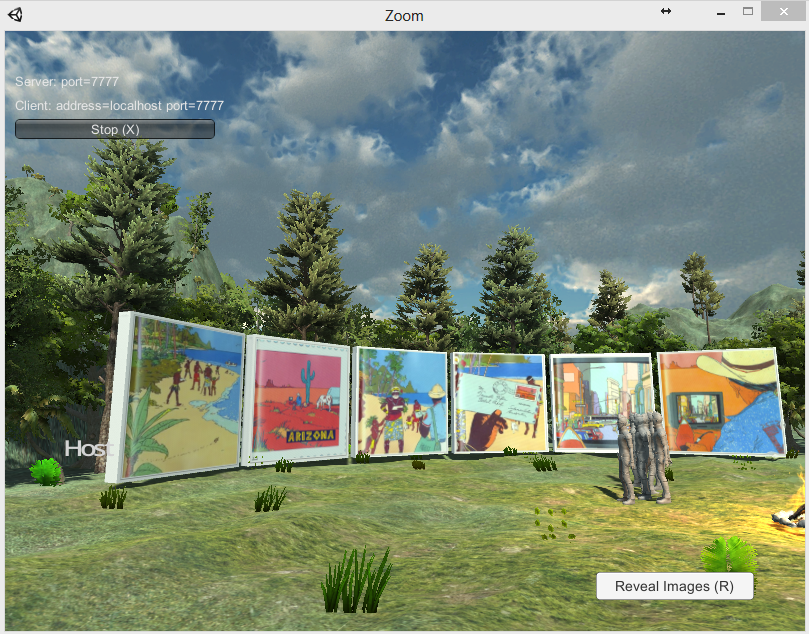 Zoom
Server: port=7777
Client: address=localhost port=7777
Stop (X)
ARIZONA
Host
Reveal Images (R)